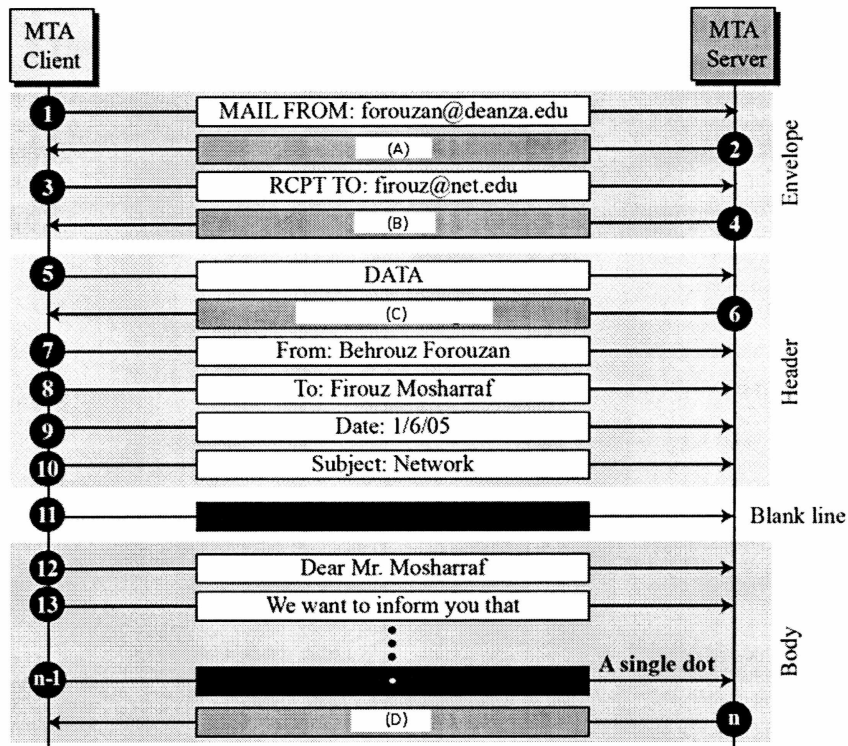 MTA
Client
MTA
Server
1
MAIL FROM: forouzan@deanza.edu
(A)
2
3
RCPT TO: firouz@net.edu
(B)
4
Envelope
5
DATA
(C)
6
7
From: Behrouz Forouzan
8
To: Firouz Mosharraf
9
Date: 1/6/05
10
Subject: Network
Header
11
Blank line
12
Dear Mr. Mosharraf
13
We want to inform you that
n-1
.
A single dot
(D)
n
Body